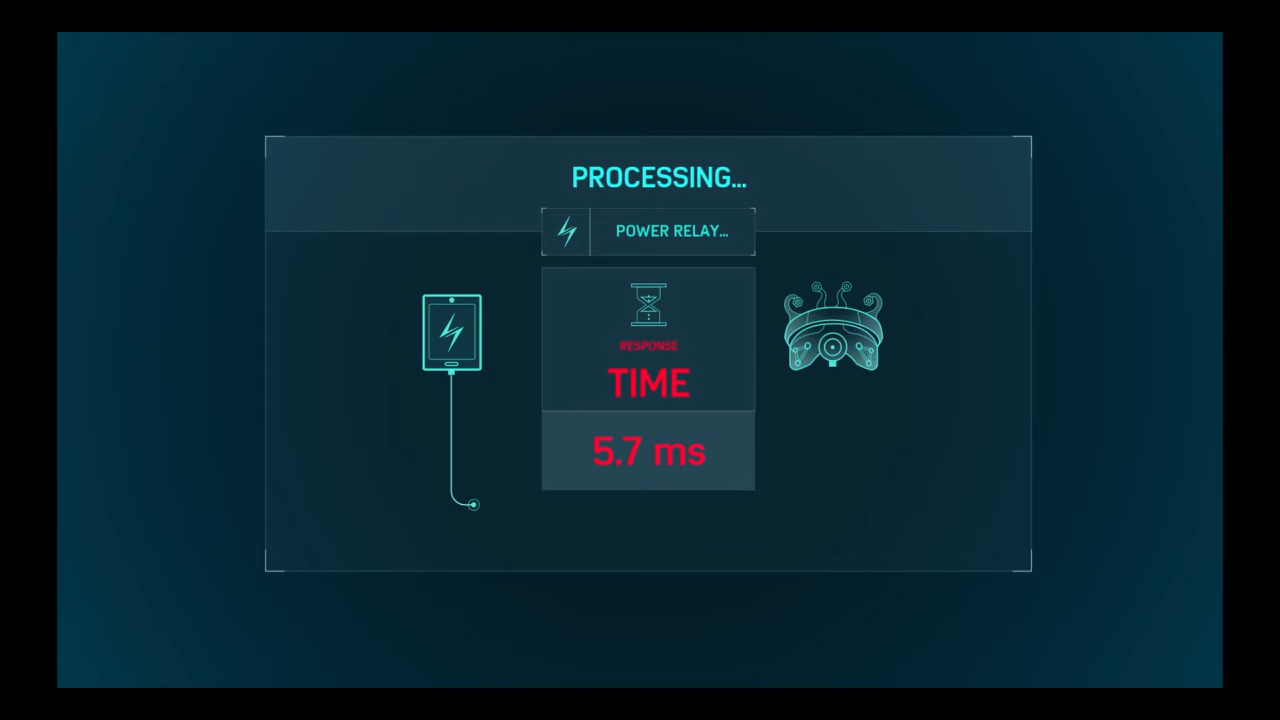 PROCESSING...
POWER RELAY...
RESPONSE
TIME
5.7 ms